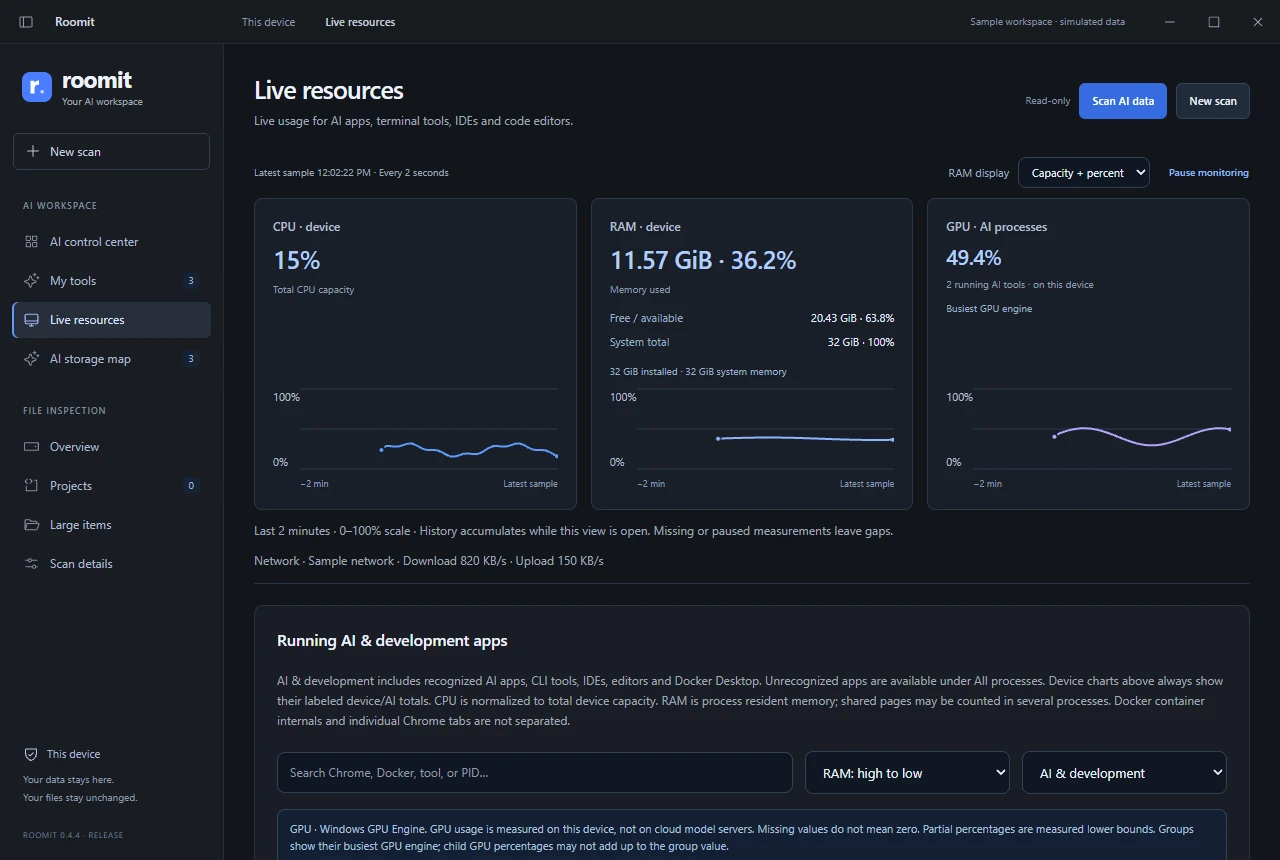 Roomit
This device
Live resources
Sample workspace · simulated data
r.
roomit
Your AI workspace
New scan
AI WORKSPACE
AI control center
My tools
3
Live resources
AI storage map
3
FILE INSPECTION
Overview
Projects
0
Large items
Scan details
This device
Your data stays here.
Your files stay unchanged.
ROOMIT 0.4.4 · RELEASE
Live resources
Live usage for AI apps, terminal tools, IDEs and code editors.
Read-only
Scan AI data
New scan
Latest sample 12:02:22 PM · Every 2 seconds
RAM display
Capacity + percent
Pause monitoring
CPU · device
15%
Total CPU capacity
100%
0%
−2 min
Latest sample
RAM · device
11.57 GiB · 36.2%
Memory used
Free / available
20.43 GiB · 63.8%
System total
32 GiB · 100%
32 GiB installed · 32 GiB system memory
100%
0%
−2 min
Latest sample
GPU · AI processes
49.4%
2 running AI tools · on this device
Busiest GPU engine
100%
0%
−2 min
Latest sample
Last 2 minutes · 0–100% scale · History accumulates while this view is open. Missing or paused measurements leave gaps.
Network · Sample network · Download 820 KB/s · Upload 150 KB/s
Running AI & development apps
AI & development includes recognized AI apps, CLI tools, IDEs, editors and Docker Desktop. Unrecognized apps are available under All processes. Device charts above always show
their labeled device/AI totals. CPU is normalized to total device capacity. RAM is process resident memory; shared pages may be counted in several processes. Docker container
internals and individual Chrome tabs are not separated.
Search Chrome, Docker, tool, or PID...
RAM: high to low
AI & development
GPU · Windows GPU Engine. GPU usage is measured on this device, not on cloud model servers. Missing values do not mean zero. Partial percentages are measured lower bounds. Groups
show their busiest GPU engine; child GPU percentages may not add up to the group value.